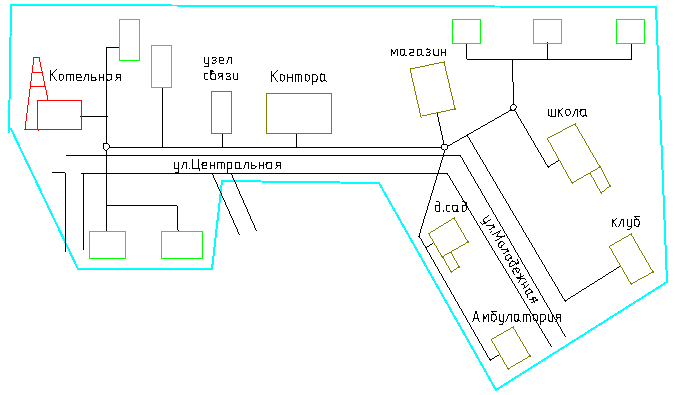 магазин
узел
связи
Котельная
Контора
школа
ул.Центральная
д.сад
ул.Молодежная
клуб
Амбулатория